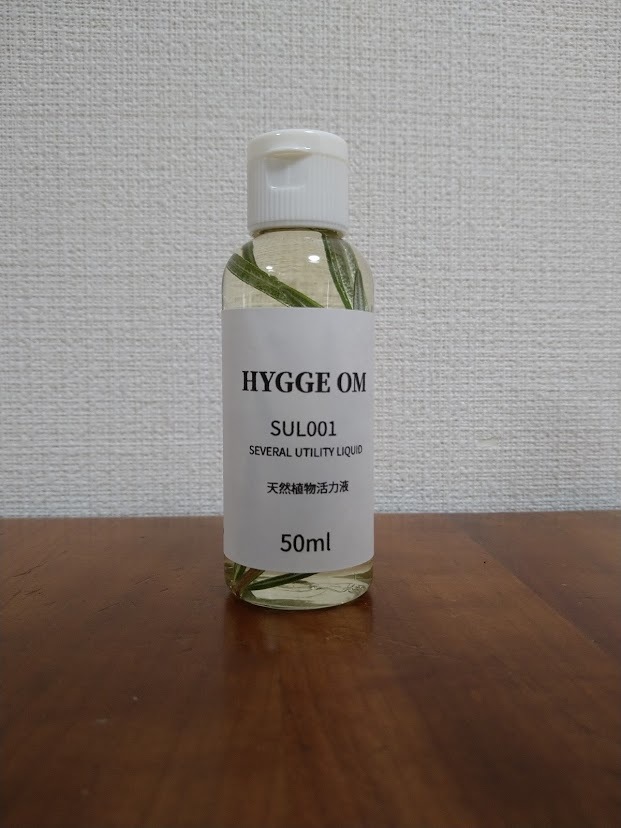 HYGGE OM
SUL001
SEVERAL UTILITY LIQUID
天然植物活力液
50ml